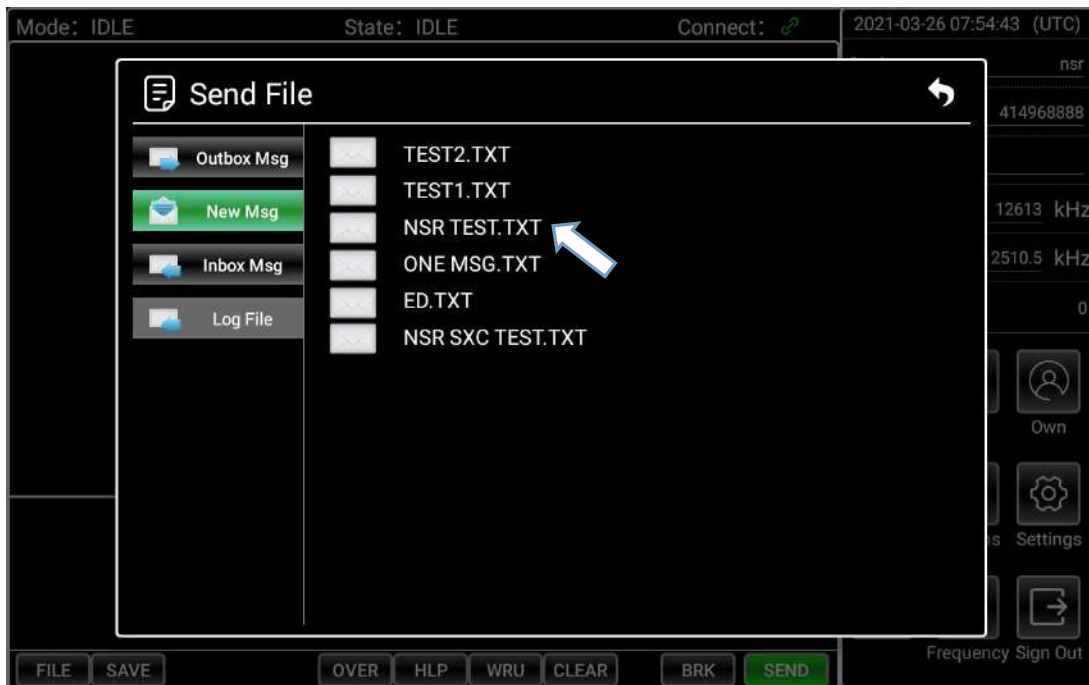 Mode: IDLE State: IDLE Connect:
2021-03-26 07:54:43 (UTC)
nsr
Send File
414968888
Outbox Msg
New Msg
Inbox Msg
Log File
TEST2.TXT
TEST1.TXT
NSR TEST.TXT
ONE MSG.TXT
ED.TXT
NSR SXC TEST.TXT
12613 kHz
2510.5 kHz
0
Own
Settings
Frequency Sign Out
FILE SAVE OVER HLP WRU CLEAR BRK SEND